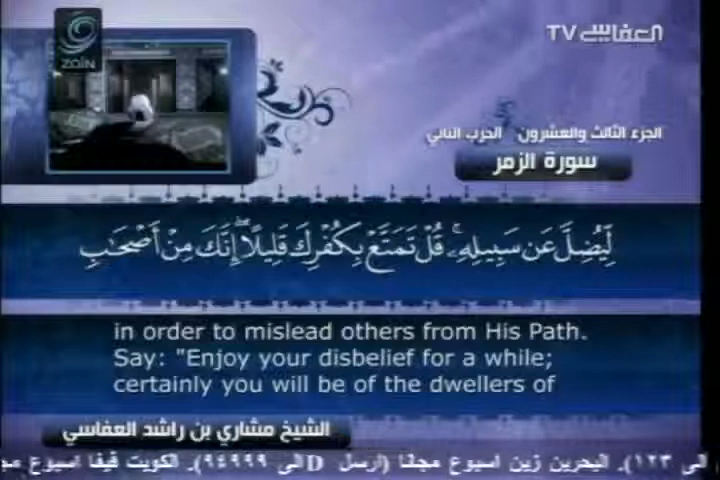 ZAIN
العفاسي TV
الجزء الثالث والعشرون الحزب الثاني
سورة الزمر
لِّيُضِلَّ عَن سَبِيلِهِۦۚ قُلْ تَمَتَّعْ بِكُفْرِكَ قَلِيلًاۖ إِنَّكَ مِنْ أَصْحَٰبِ
in order to mislead others from His Path.
Say: "Enjoy your disbelief for a while;
certainly you will be of the dwellers of
الشيخ مشاري بن راشد العفاسي
الى ١٢٣). البحرين زين اسبوع مجانا (ارسل D الى ٩٤٩٩٩). الكويت فيفا اسبوع